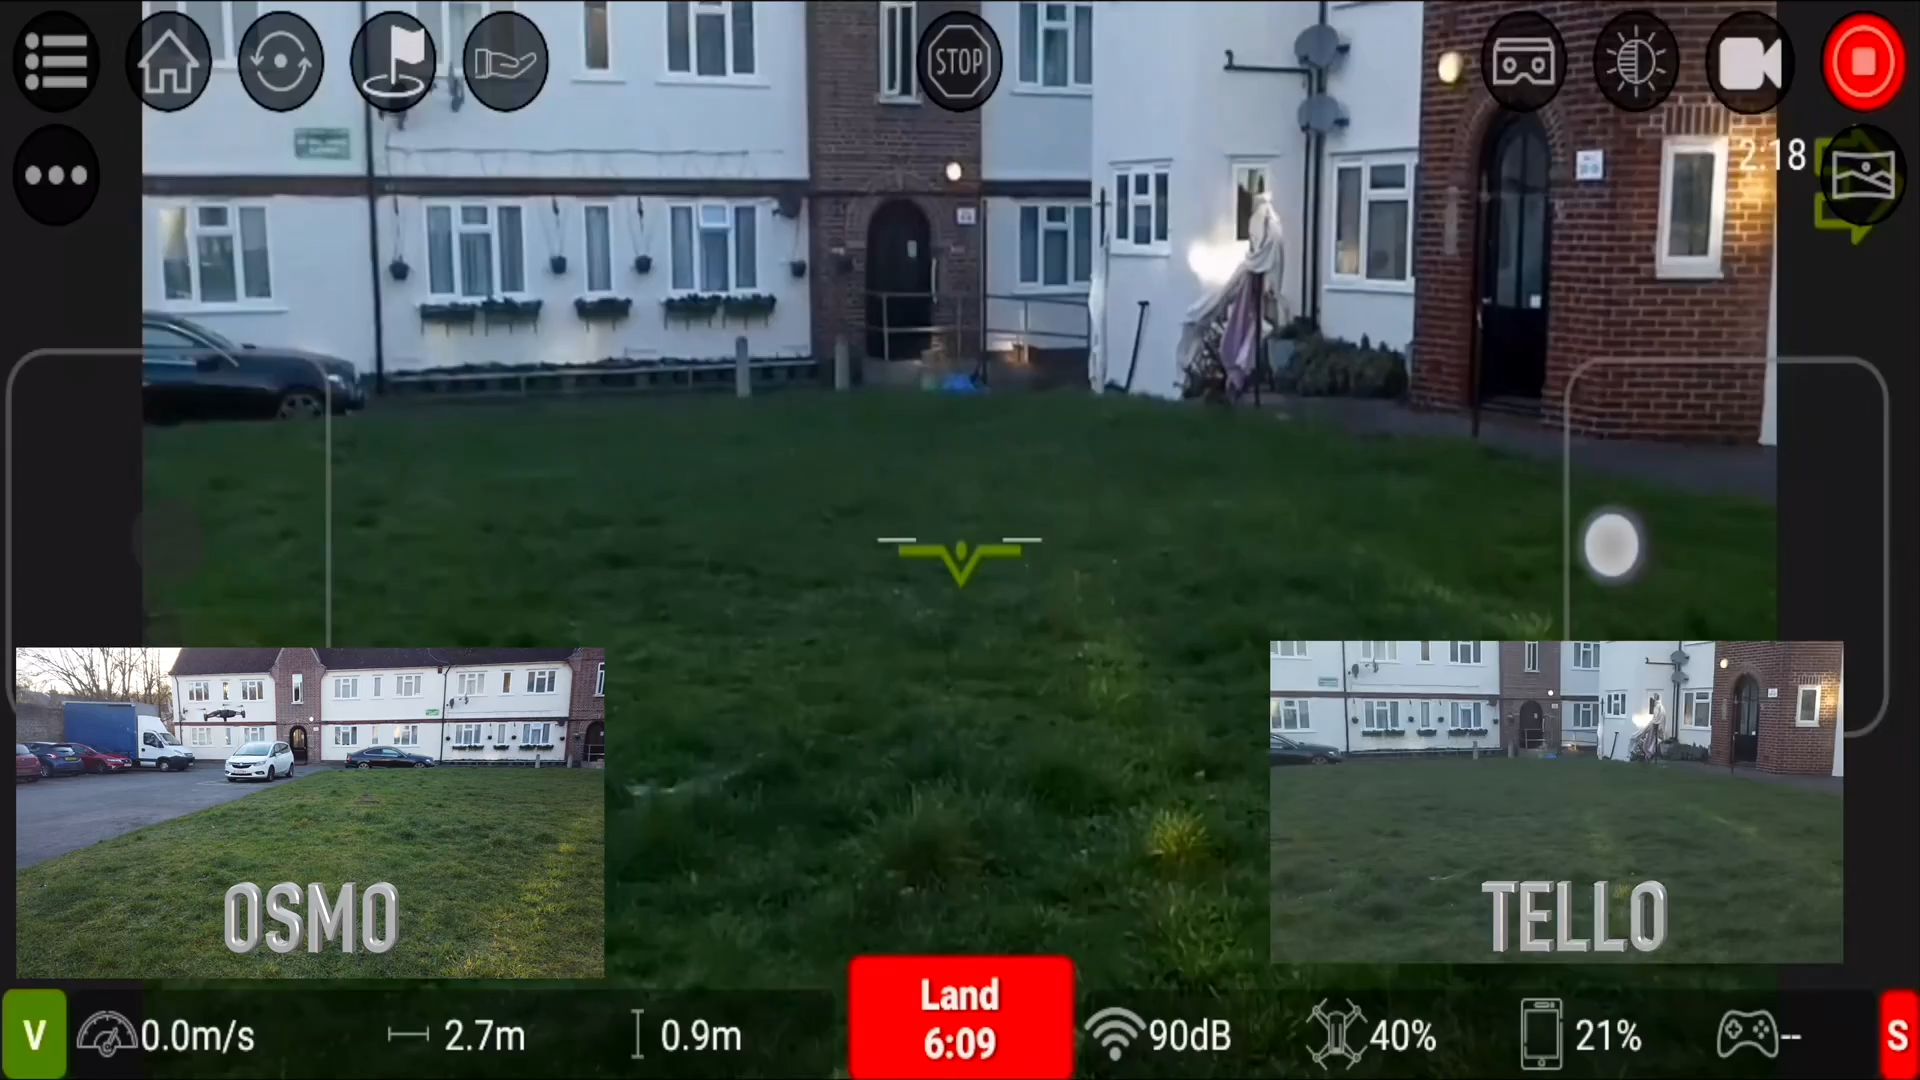 STOP
2:18
OSMO
TELLO
V
0.0m/s
2.7m
0.9m
Land
6:09
90dB
40%
21%
--
S